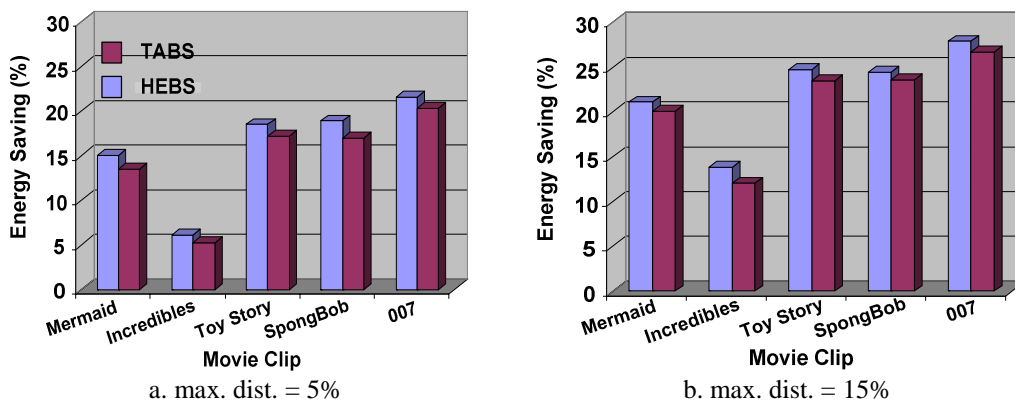 30
25
20
15
10
5
0
Energy Saving (%)
TABS
HEBS
Mermaid
Incredibles
Toy Story
SpongBob
007
Movie Clip
a. max. dist. = 5%
30
25
20
15
10
5
0
Energy Saving (%)
Mermaid
Incredibles
Toy Story
SpongBob
007
Movie Clip
b. max. dist. = 15%